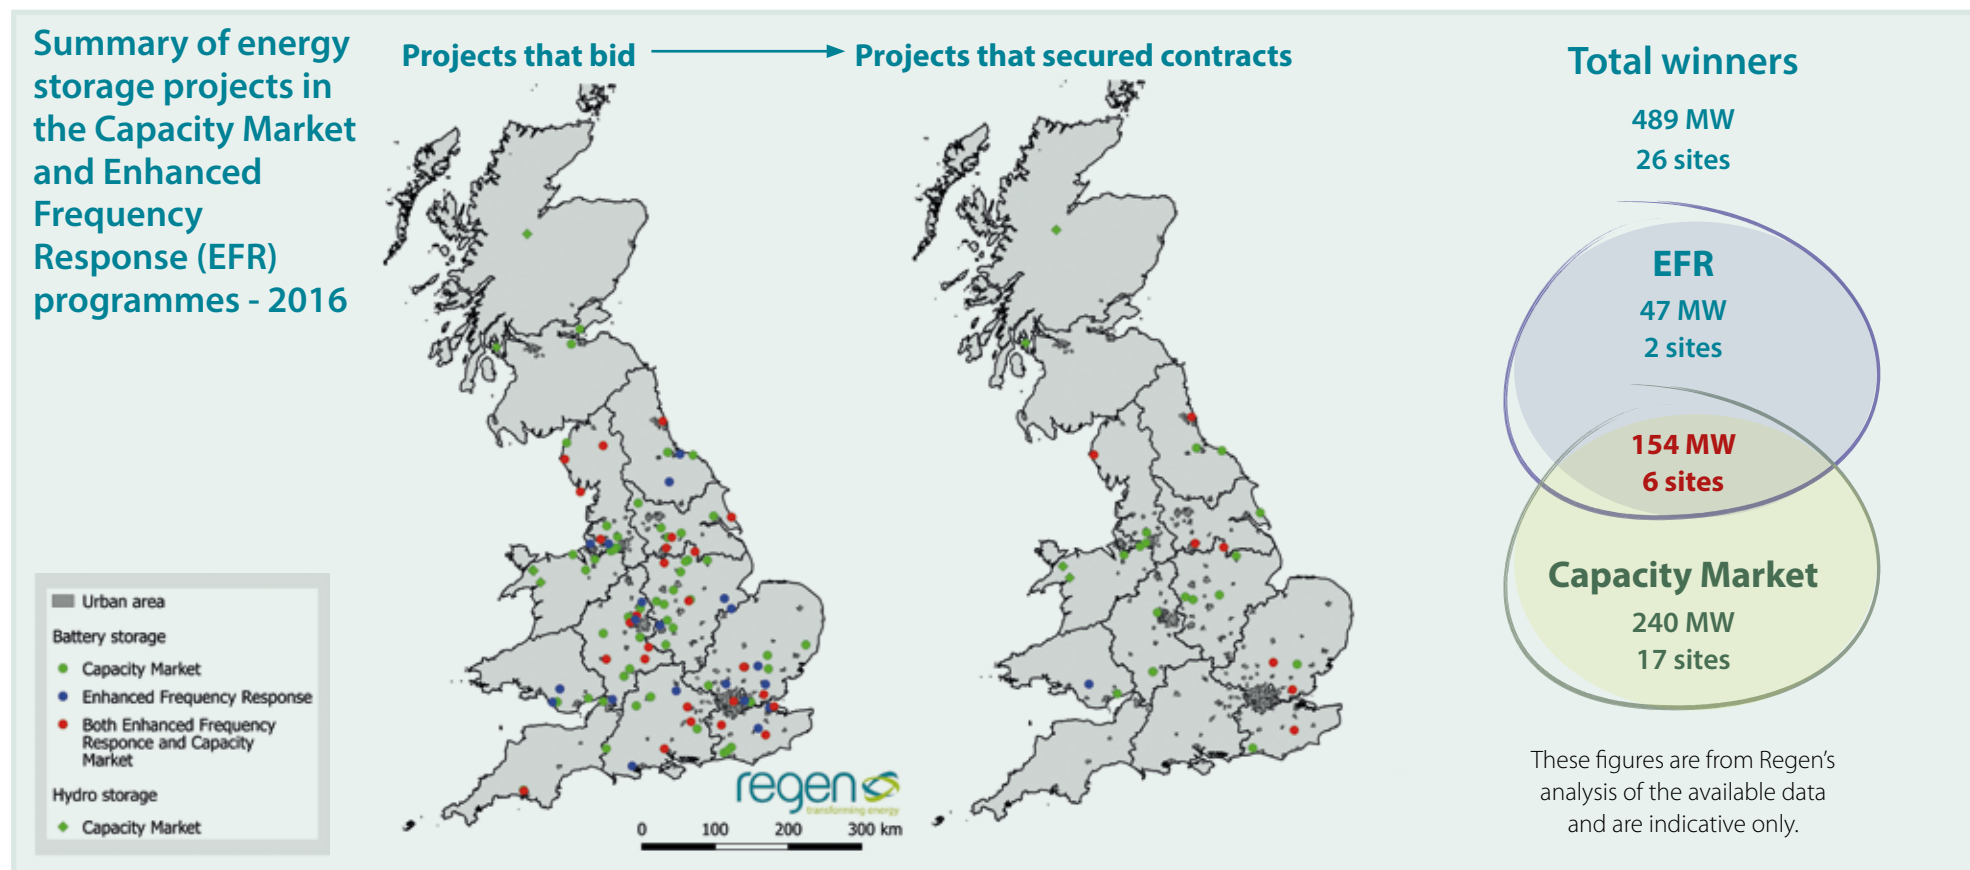 Summary of energy
storage projects in
the Capacity Market
and Enhanced
Frequency
Response (EFR)
programmes - 2016
Projects that bid
Projects that secured contracts
Urban area
Battery storage
Capacity Market
Enhanced Frequency Response
Both Enhanced Frequency
Responce and Capacity
Market
Hydro storage
Capacity Market
regen
transforming energy
0 100 200 300 km
Total winners
489 MW
26 sites
EFR
47 MW
2 sites
154 MW
6 sites
Capacity Market
240 MW
17 sites
These figures are from Regen's
analysis of the available data
and are indicative only.